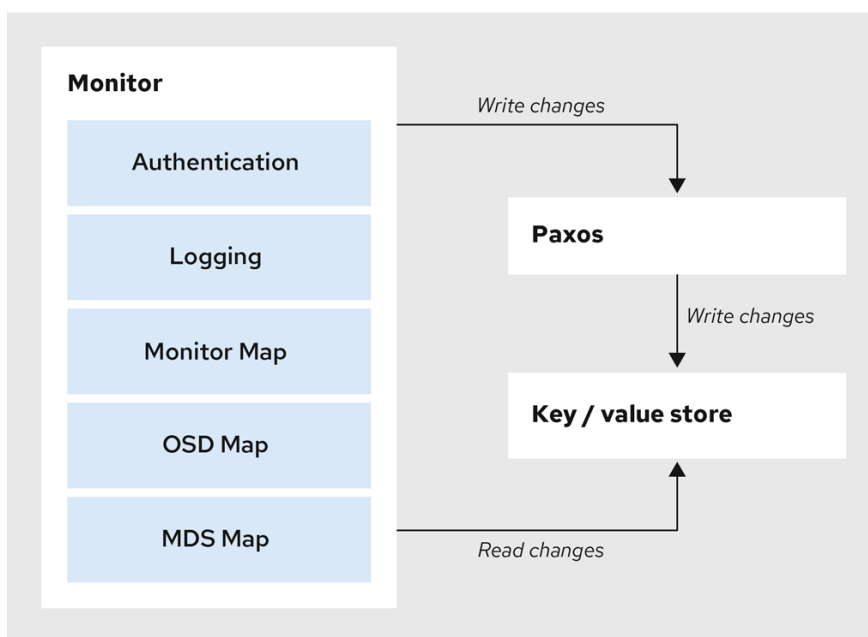 Monitor
Authentication
Logging
Monitor Map
OSD Map
MDS Map
Write changes
Paxos
Write changes
Key / value store
Read changes